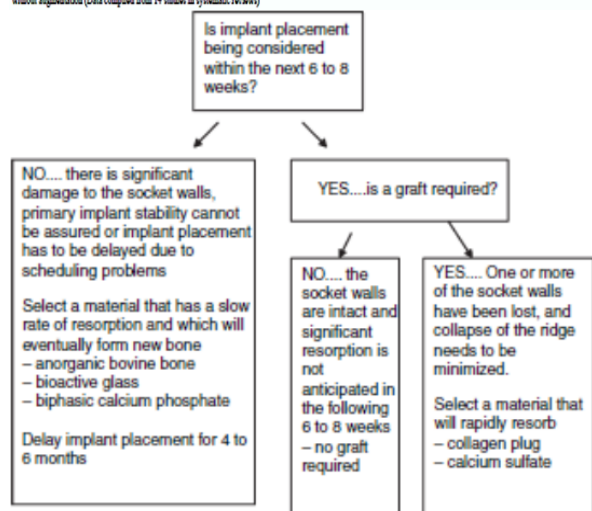 Is implant placement
being considered
within the next 6 to 8
weeks?
NO.... there is significant
damage to the socket walls,
primary implant stability cannot
be assured or implant placement
has to be delayed due to
scheduling problems
Select a material that has a slow
rate of resorption and which will
eventually form new bone
– anorganic bovine bone
– bioactive glass
– biphasic calcium phosphate
Delay implant placement for 4 to
6 months
YES....is a graft required?
NO.... the
socket walls
are intact and
significant
resorption is
not
anticipated in
the following
6 to 8 weeks
– no graft
required
YES.... One or more
of the socket walls
have been lost, and
collapse of the ridge
needs to be
minimized.
Select a material that
will rapidly resorb
– collagen plug
– calcium sulfate